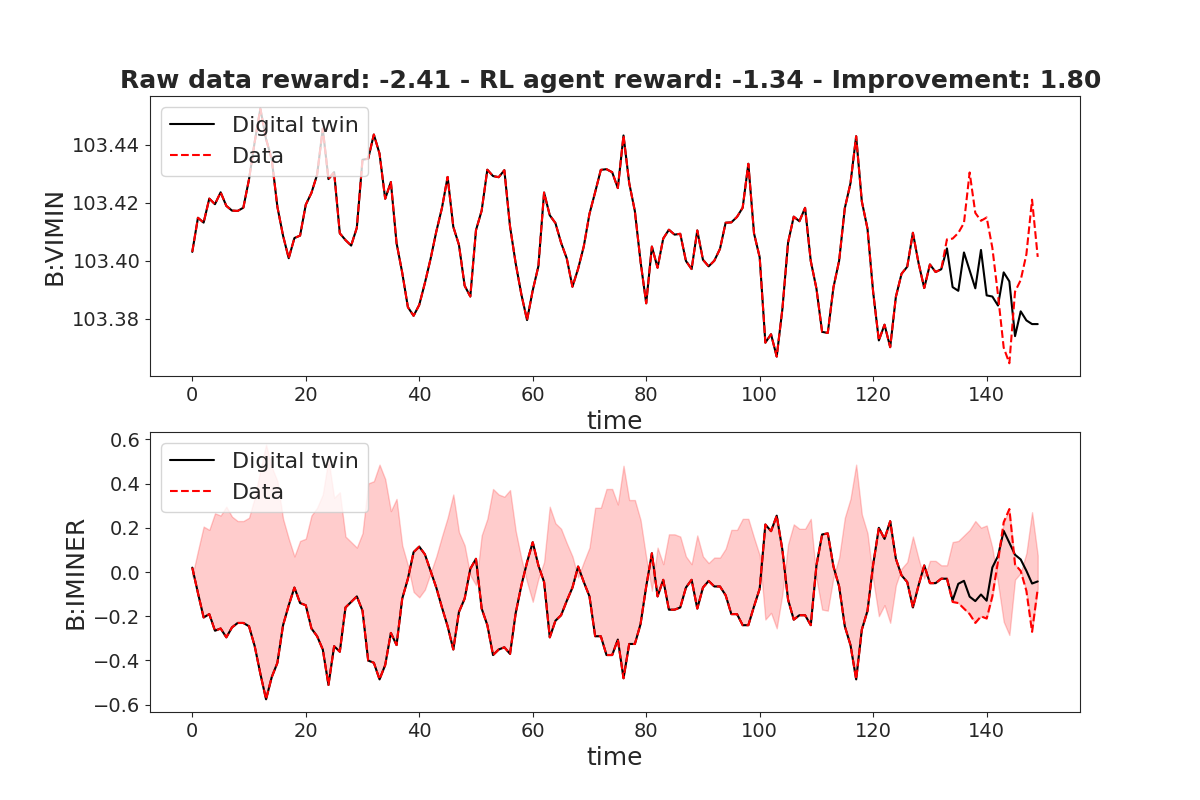 Raw data reward: -2.41 - RL agent reward: -1.34 - Improvement: 1.80
Digital twin
Data
103.44
103.42
103.40
103.38
B:VIMIN
0 20 40 60 80 100 120 140
time
Digital twin
Data
0.6
0.4
0.2
0.0
−0.2
−0.4
−0.6
B:IMINER
0 20 40 60 80 100 120 140
time